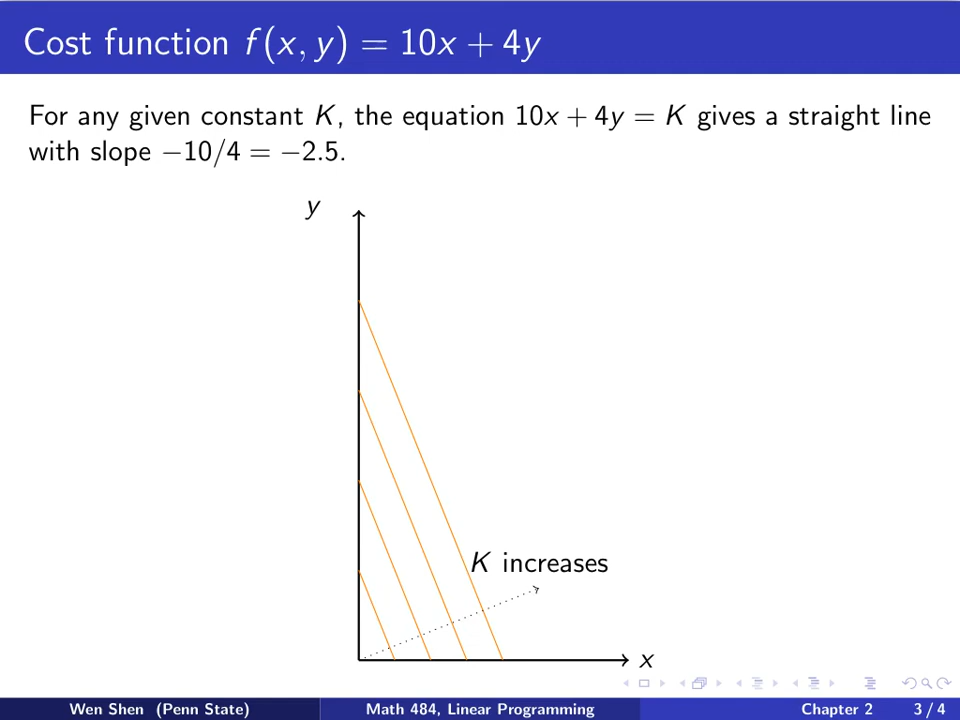 Cost function f(x, y) = 10x + 4y
For any given constant K, the equation 10x + 4y = K gives a straight line
with slope −10/4 = −2.5.
y
K increases
x
Wen Shen (Penn State) Math 484, Linear Programming Chapter 2 3 / 4